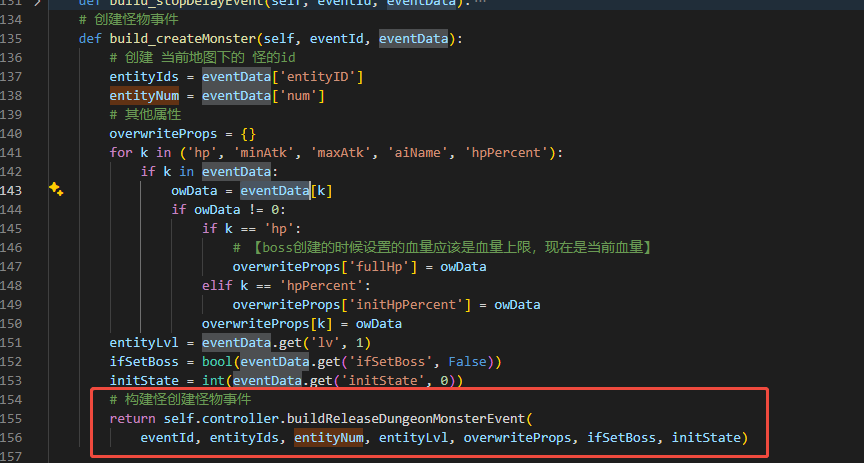 131 > def build_stopDelayEvent(self, eventId, eventData): ...
134 # 创建怪物事件
135 def build_createMonster(self, eventId, eventData):
136 # 创建 当前地图下的 怪的id
137 entityIds = eventData['entityID']
138 entityNum = eventData['num']
139 # 其他属性
140 overwriteProps = {}
141 for k in ('hp', 'minAtk', 'maxAtk', 'aiName', 'hpPercent'):
142 if k in eventData:
143 owData = eventData[k]
144 if owData != 0:
145 if k == 'hp':
146 # 【boss创建的时候设置的血量应该是血量上限，现在是当前血量】
147 overwriteProps['fullHp'] = owData
148 elif k == 'hpPercent':
149 overwriteProps['initHpPercent'] = owData
150 overwriteProps[k] = owData
151 entityLvl = eventData.get('lv', 1)
152 ifSetBoss = bool(eventData.get('ifSetBoss', False))
153 initState = int(eventData.get('initState', 0))
154 # 构建怪创建怪物事件
155 return self.controller.buildReleaseDungeonMonsterEvent(
156 eventId, entityIds, entityNum, entityLvl, overwriteProps, ifSetBoss, initState)
157